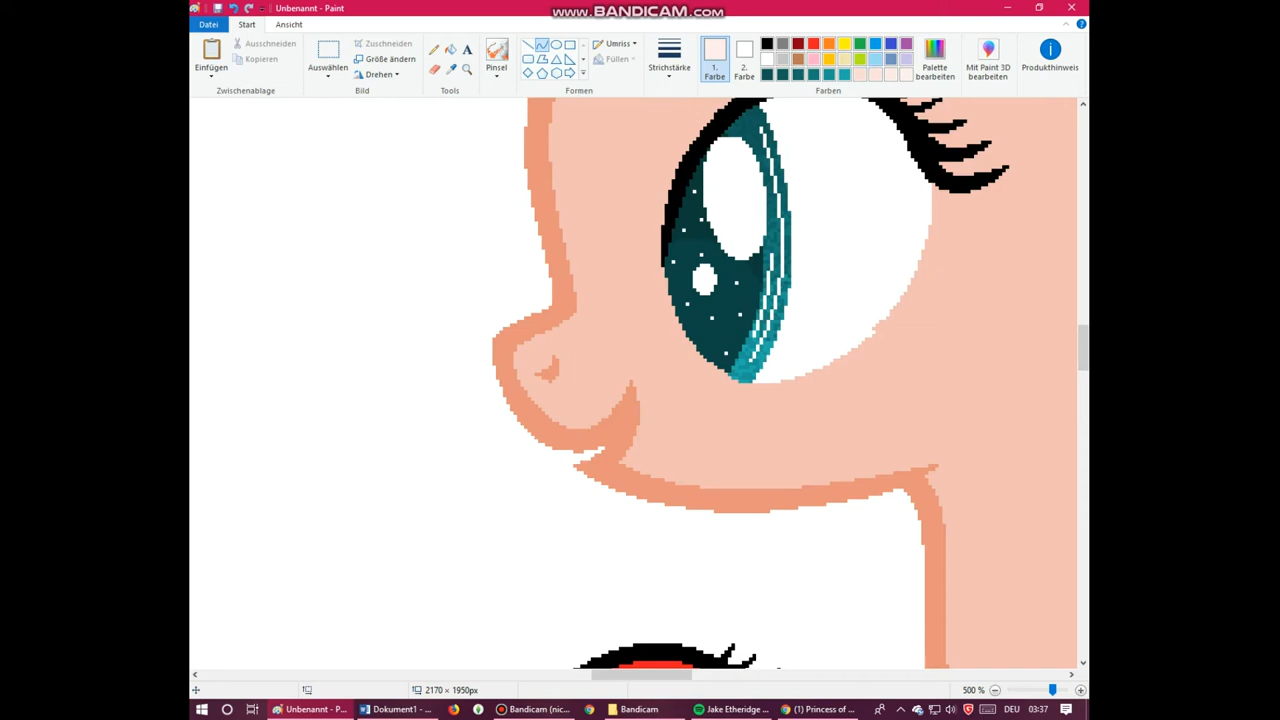 Unbenannt - Paint
WWW.BANDICAM.COM
Datei Start Ansicht
Einfügen
Ausschneiden
Kopieren
Zwischenablage
Auswählen
Zuschneiden
Größe ändern
Drehen
Bild
A
Tools
Pinsel
Umriss
Füllen
Formen
Strichstärke
1.
Farbe
2.
Farbe
Palette
bearbeiten
Farben
Mit Paint 3D
bearbeiten
Produkthinweis
2170 × 1950px
500 %
Unbenannt - P...
Dokument1 - ...
Bandicam (nic...
Bandicam
Jake Etheridge ...
(1) Princess of ...
DEU
03:37